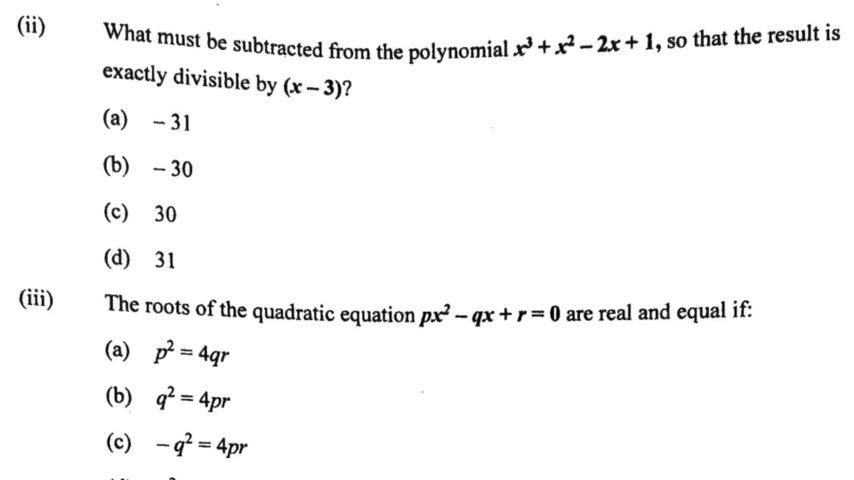 (ii) What must be subtracted from the polynomial x³ + x² – 2x + 1, so that the result is
exactly divisible by (x – 3)?
(a) – 31
(b) – 30
(c) 30
(d) 31
(iii) The roots of the quadratic equation px² – qx + r = 0 are real and equal if:
(a) p² = 4qr
(b) q² = 4pr
(c) – q² = 4pr